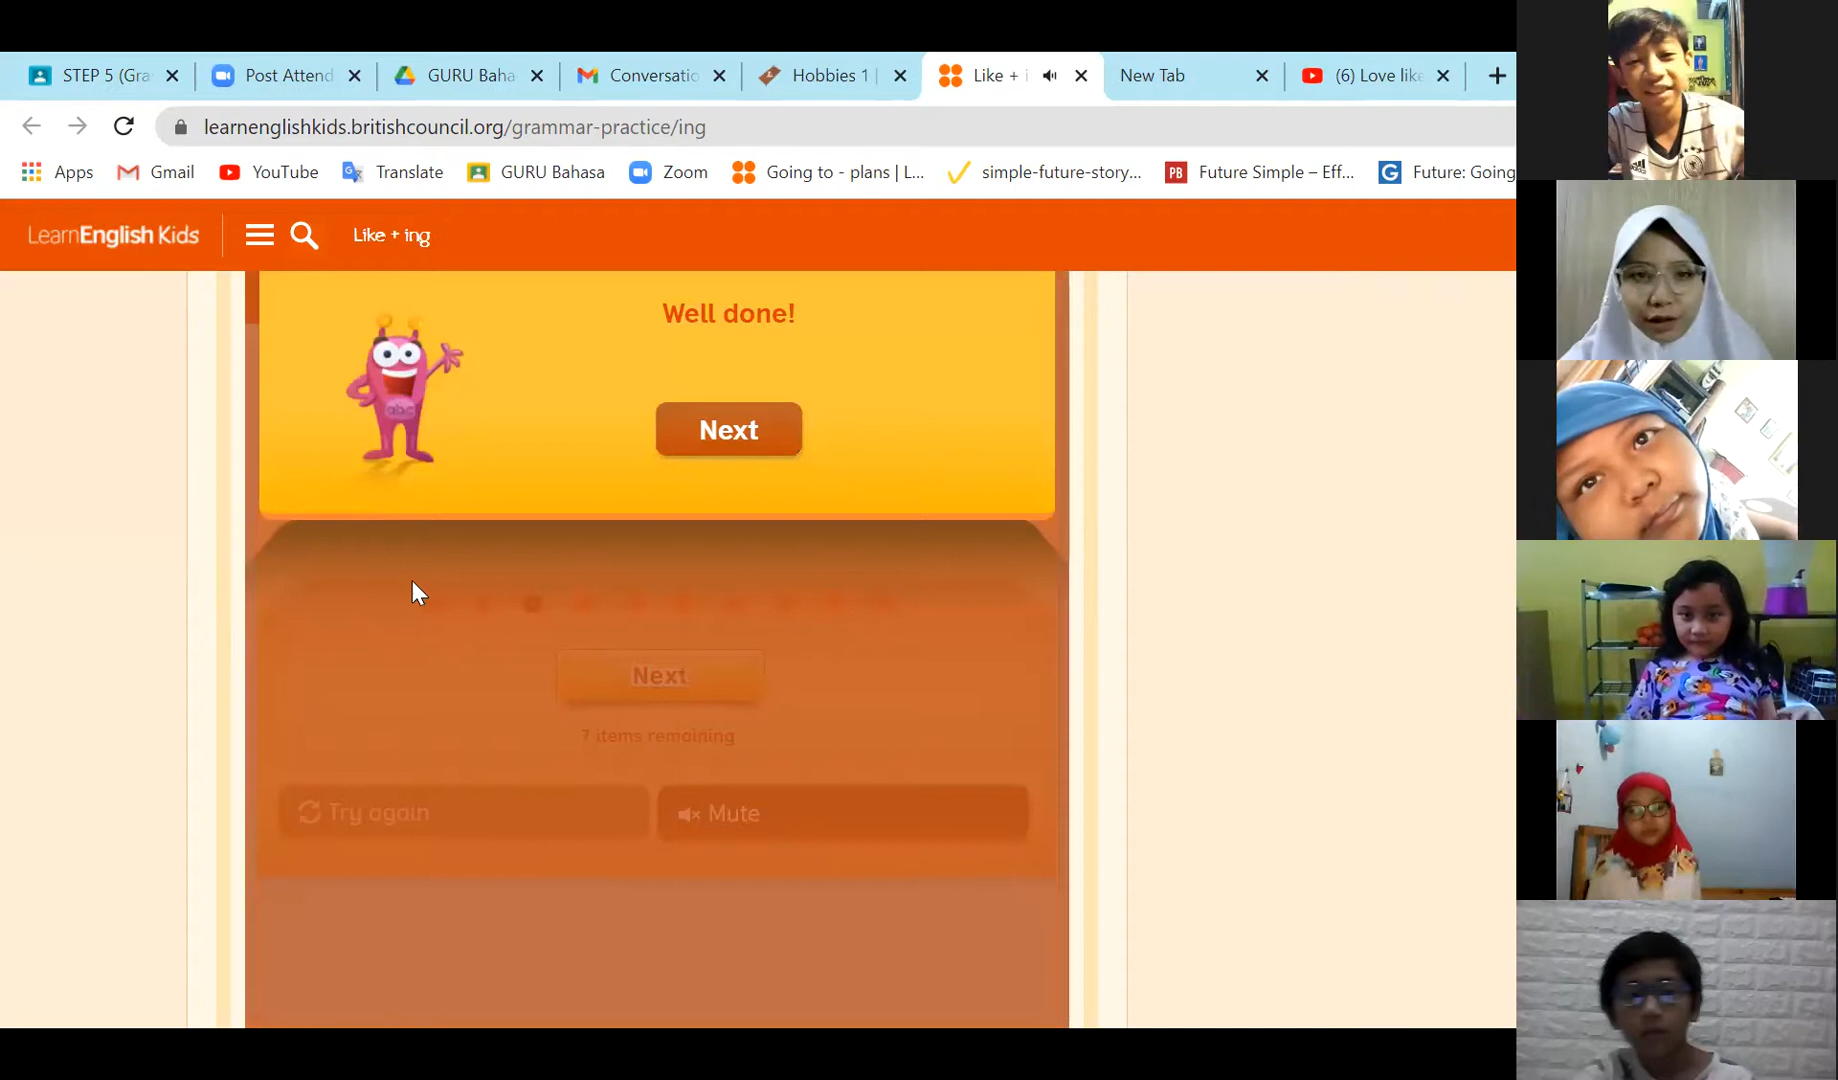 STEP 5 (Gra
Post Attend
GURU Baha
Conversatio
Hobbies 1 |
Like + i
New Tab
(6) Love like
learnenglishkids.britishcouncil.org/grammar-practice/ing
Apps
Gmail
YouTube
Translate
GURU Bahasa
Zoom
Going to - plans | L...
simple-future-story...
PB
Future Simple – Eff...
G
Future: Going
LearnEnglish Kids
Like + ing
Well done!
abc
Next
Next
7 items remaining
Try again
Mute